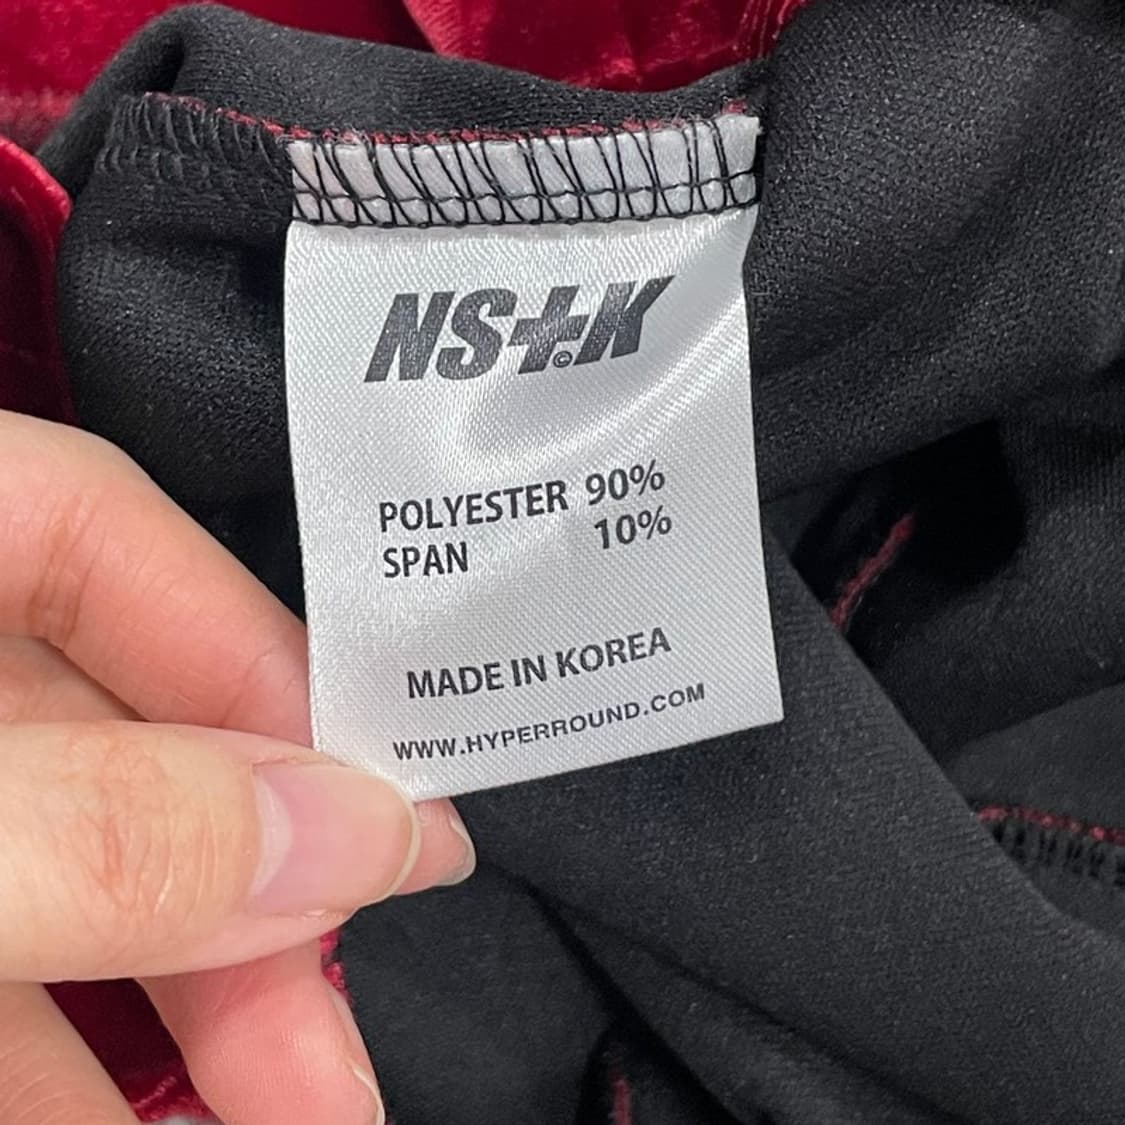 NS‡K
©
POLYESTER 90%
SPAN 10%
MADE IN KOREA
WWW.HYPERROUND.COM